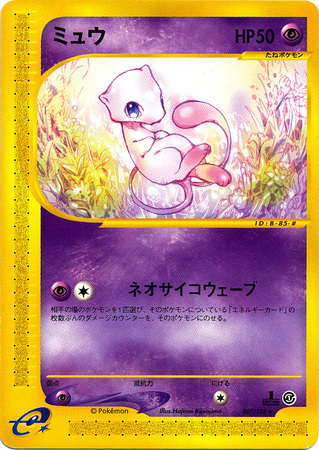 ミュウ HP50
たねポケモン
ID:B-85-#
ネオサイコウェーブ
相手の場のポケモンを1匹選び、そのポケモンについている「エネルギーカード」の
枚数ぶんのダメージカウンターを、そのポケモンにのせる。
弱点 抵抗力 にげる
1
© Pokémon Illus. Hajime Kusajima
e